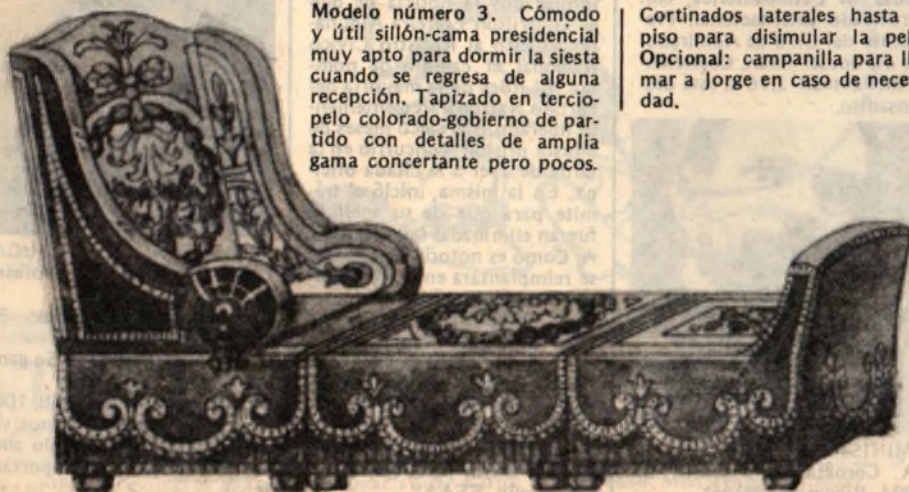 Modelo número 3. Cómodo
y útil sillón-cama presidencial
muy apto para dormir la siesta
cuando se regresa de alguna
recepción. Tapizado en tercio-
pelo colorado-gobierno de par-
tido con detalles de amplia
gama concertante pero pocos.
Cortinados laterales hasta
piso para disimular la pel
Opcional: campanilla para ll
mar a Jorge en caso de nece
dad.